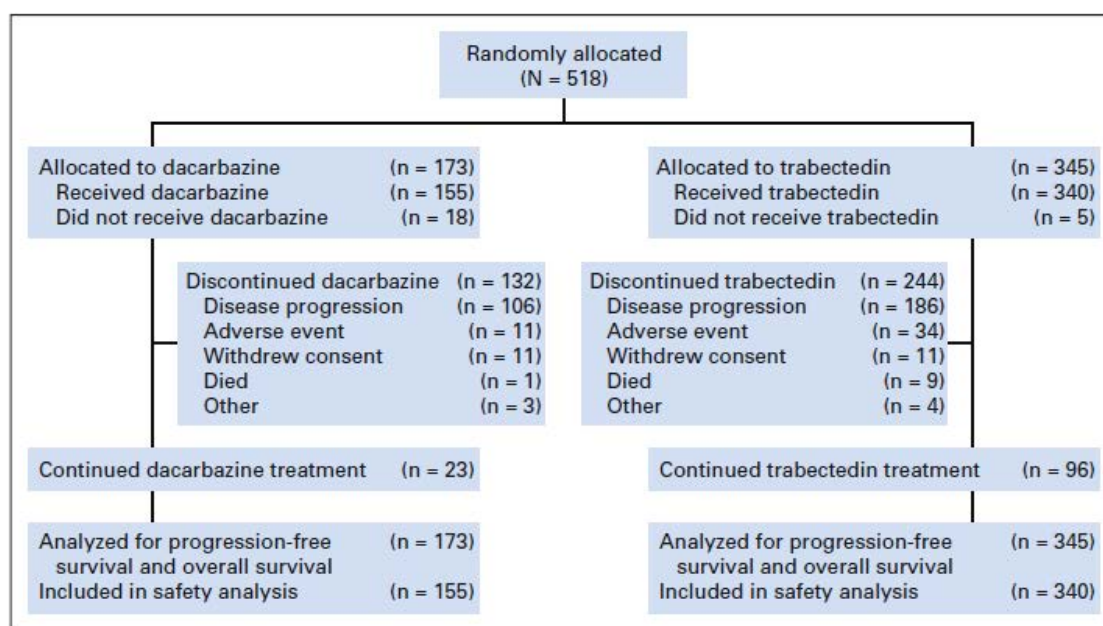 Randomly allocated
(N = 518)
Allocated to dacarbazine (n = 173)
Received dacarbazine (n = 155)
Did not receive dacarbazine (n = 18)
Allocated to trabectedin (n = 345)
Received trabectedin (n = 340)
Did not receive trabectedin (n = 5)
Discontinued dacarbazine (n = 132)
Disease progression (n = 106)
Adverse event (n = 11)
Withdrew consent (n = 11)
Died (n = 1)
Other (n = 3)
Discontinued trabectedin (n = 244)
Disease progression (n = 186)
Adverse event (n = 34)
Withdrew consent (n = 11)
Died (n = 9)
Other (n = 4)
Continued dacarbazine treatment (n = 23)
Continued trabectedin treatment (n = 96)
Analyzed for progression-free (n = 173)
survival and overall survival
Included in safety analysis (n = 155)
Analyzed for progression-free (n = 345)
survival and overall survival
Included in safety analysis (n = 340)